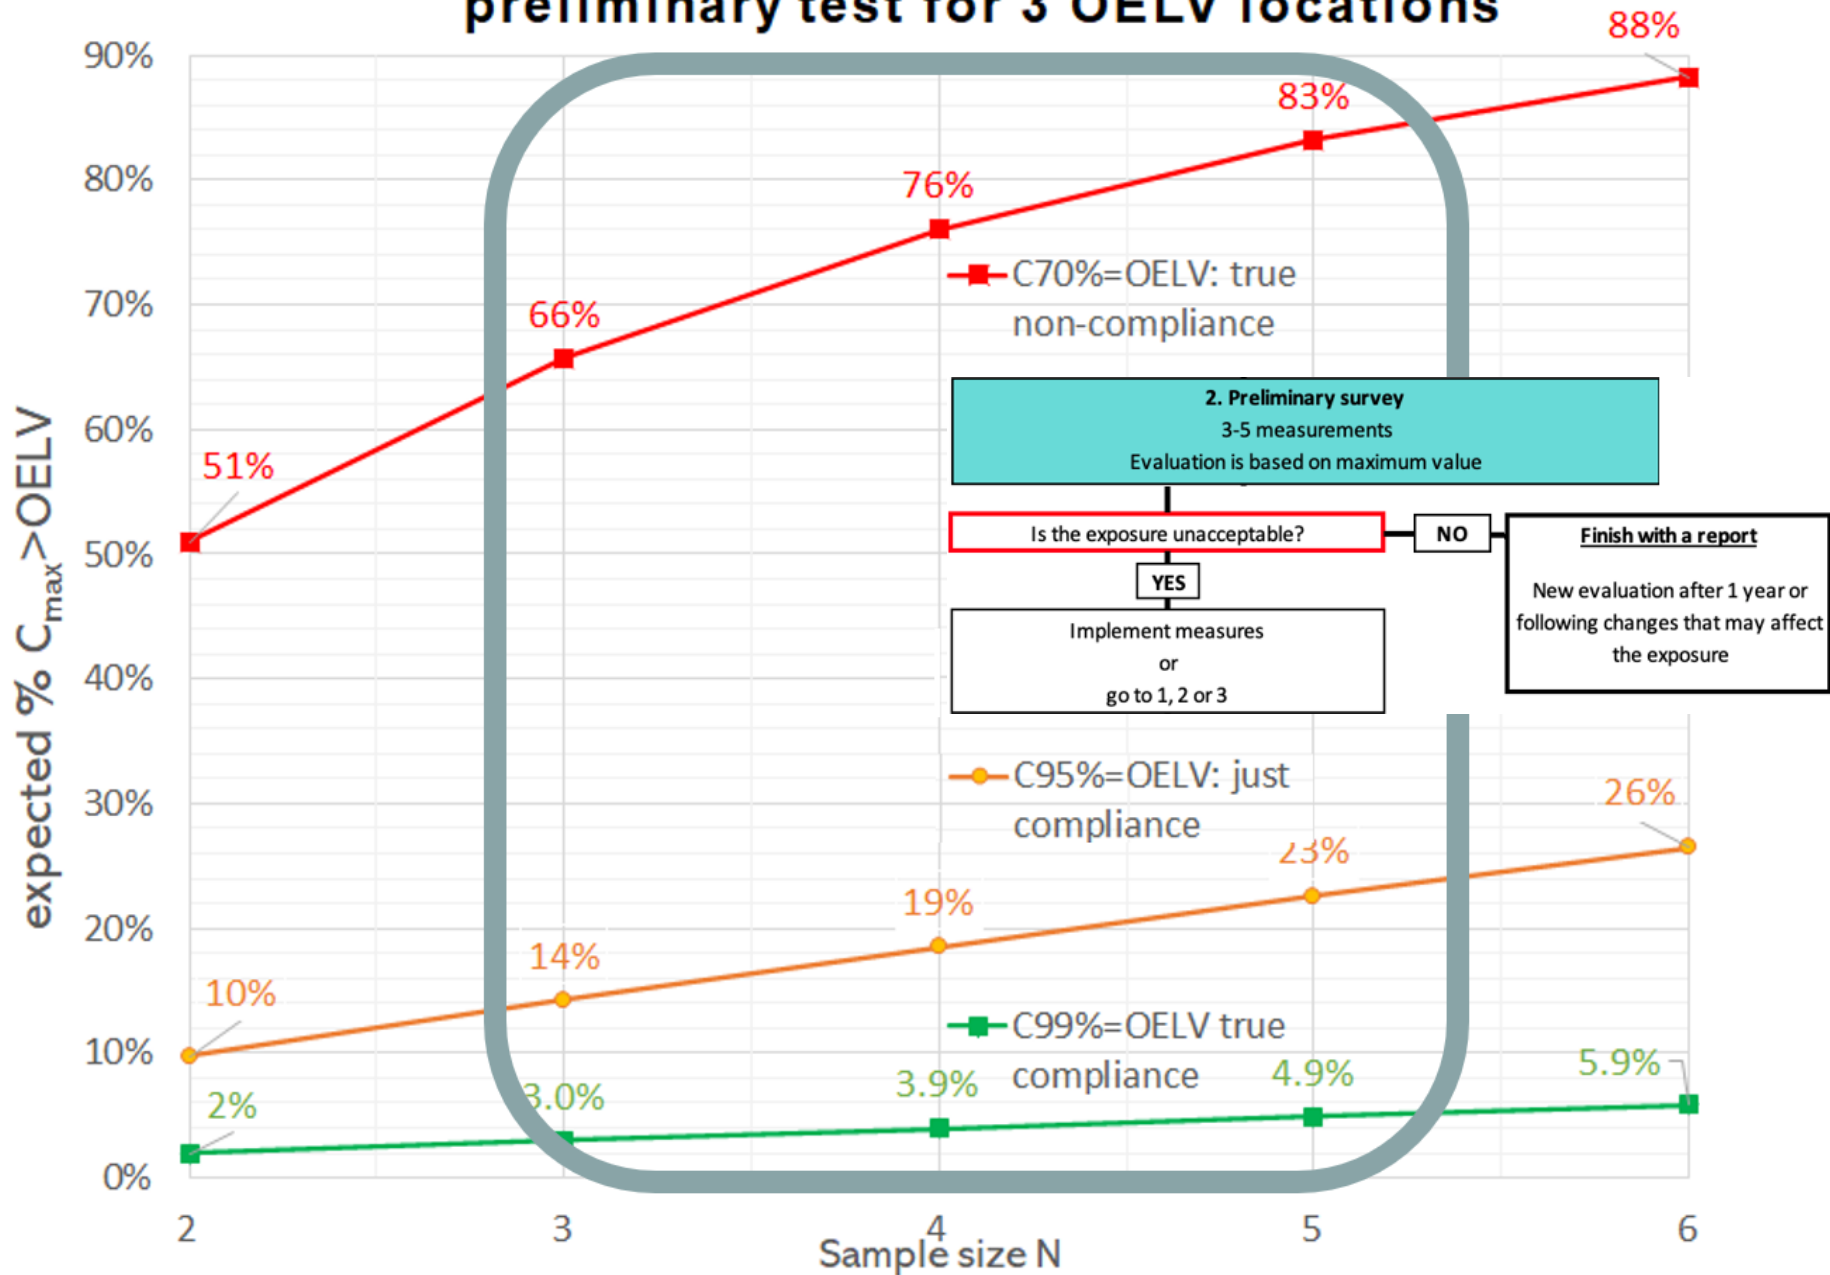 preliminary test for 3 OELV locations
88%
90%
83%
80%
76%
C70%=OELV: true
non-compliance
70%
66%
2. Preliminary survey
3-5 measurements
Evaluation is based on maximum value
60%
51%
Is the exposure unacceptable?
NO
Finish with a report
50%
YES
New evaluation after 1 year or
following changes that may affect
the exposure
Implement measures
or
go to 1, 2 or 3
40%
expected % Cmax>OELV
C95%=OELV: just
compliance
30%
26%
23%
19%
20%
14%
10%
C99%=OELV true
compliance
10%
5.9%
4.9%
3.9%
3.0%
2%
0%
2 3 4 5 6
Sample size N